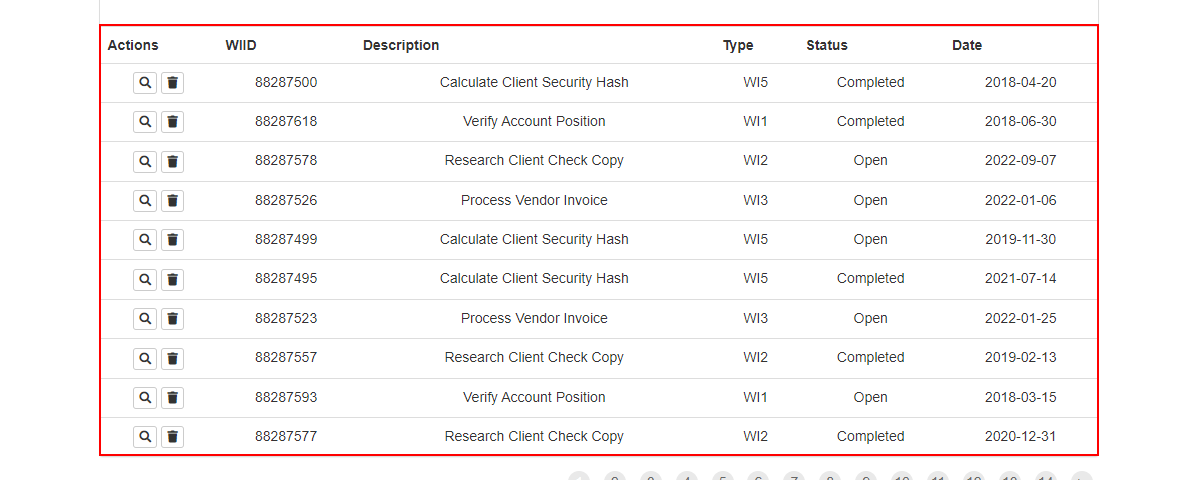 Actions WIID Description Type Status Date
88287500 Calculate Client Security Hash WI5 Completed 2018-04-20
88287618 Verify Account Position WI1 Completed 2018-06-30
88287578 Research Client Check Copy WI2 Open 2022-09-07
88287526 Process Vendor Invoice WI3 Open 2022-01-06
88287499 Calculate Client Security Hash WI5 Open 2019-11-30
88287495 Calculate Client Security Hash WI5 Completed 2021-07-14
88287523 Process Vendor Invoice WI3 Open 2022-01-25
88287557 Research Client Check Copy WI2 Completed 2019-02-13
88287593 Verify Account Position WI1 Open 2018-03-15
88287577 Research Client Check Copy WI2 Completed 2020-12-31